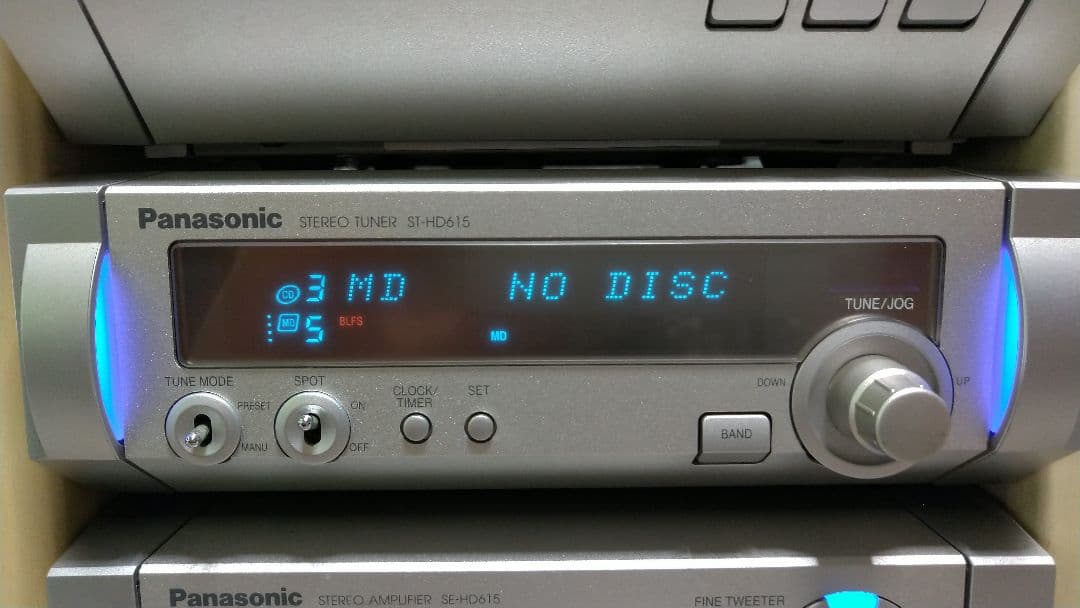 Panasonic STEREO TUNER ST-HD615
CD 3 MD NO DISC
MD 5 BLFS MD
TUNE/JOG
DOWN UP
TUNE MODE
PRESET
MANU
SPOT
ON
OFF
CLOCK/
TIMER
SET
BAND
Panasonic STEREO AMPLIFIER SE-HD615
FINE TWEETER